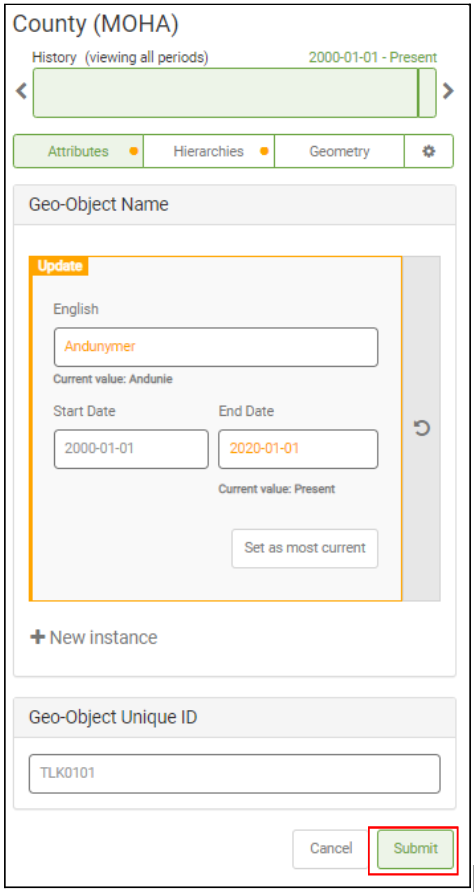 County (MOHA)
History (viewing all periods) 2000-01-01 - Present
Attributes Hierarchies Geometry
Geo-Object Name
Update
English
Andunymer
Current value: Andunie
Start Date End Date
2000-01-01 2020-01-01
Current value: Present
Set as most current
New instance
Geo-Object Unique ID
TLK0101
Cancel Submit